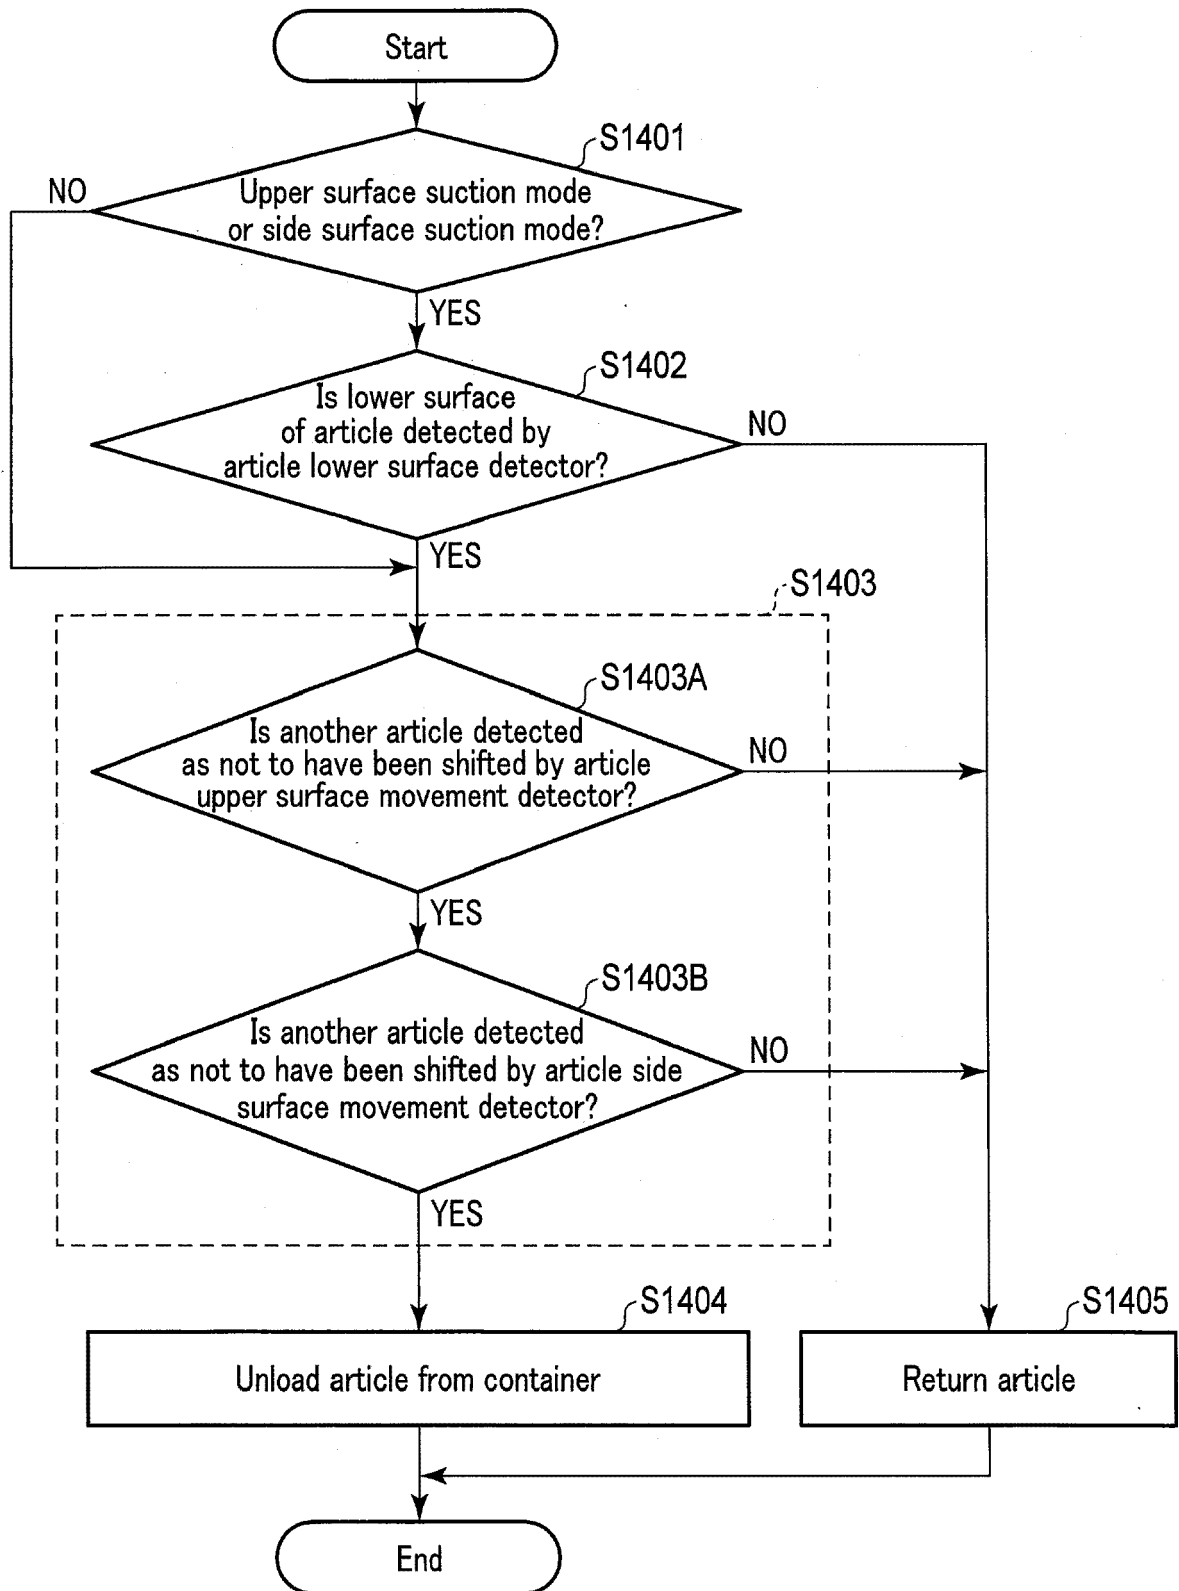 Start
S1401
NO
Upper surface suction mode
or side surface suction mode?
YES
S1402
Is lower surface
of article detected by
article lower surface detector?
NO
YES
S1403
S1403A
Is another article detected
as not to have been shifted by article
upper surface movement detector?
NO
YES
S1403B
Is another article detected
as not to have been shifted by article side
surface movement detector?
NO
YES
S1404
Unload article from container
S1405
Return article
End